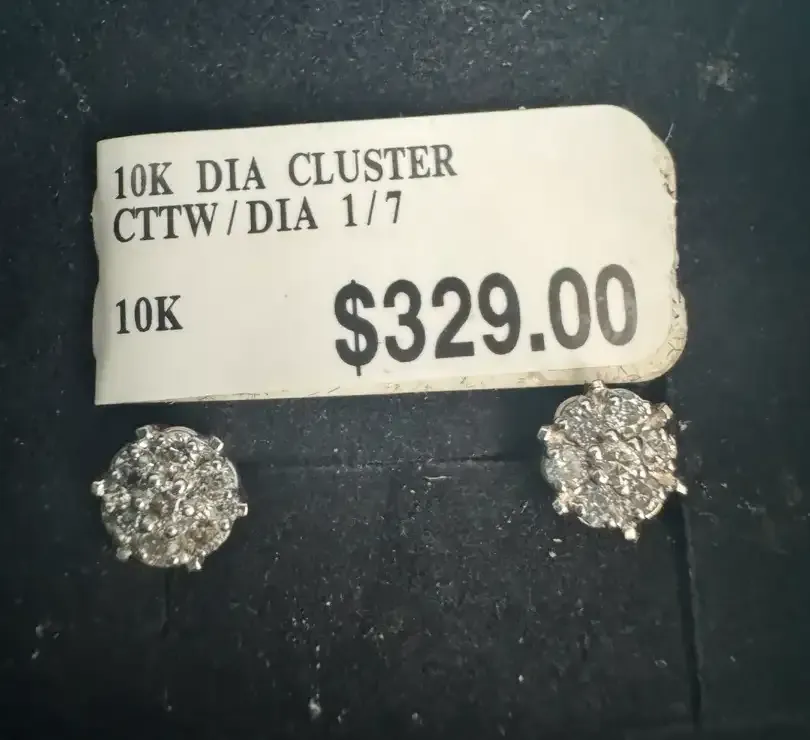 10K DIA CLUSTER
CTTW/DIA 1/7
10K $329.00